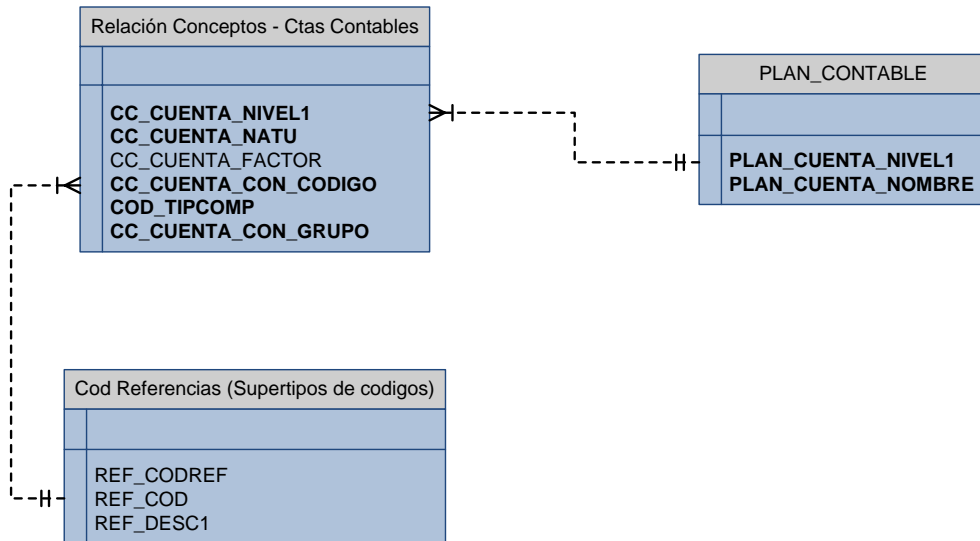 Relación Conceptos - Ctas Contables
CC_CUENTA_NIVEL1
CC_CUENTA_NATU
CC_CUENTA_FACTOR
CC_CUENTA_CON_CODIGO
COD_TIPCOMP
CC_CUENTA_CON_GRUPO
PLAN_CONTABLE
PLAN_CUENTA_NIVEL1
PLAN_CUENTA_NOMBRE
Cod Referencias (Supertipos de codigos)
REF_CODREF
REF_COD
REF_DESC1